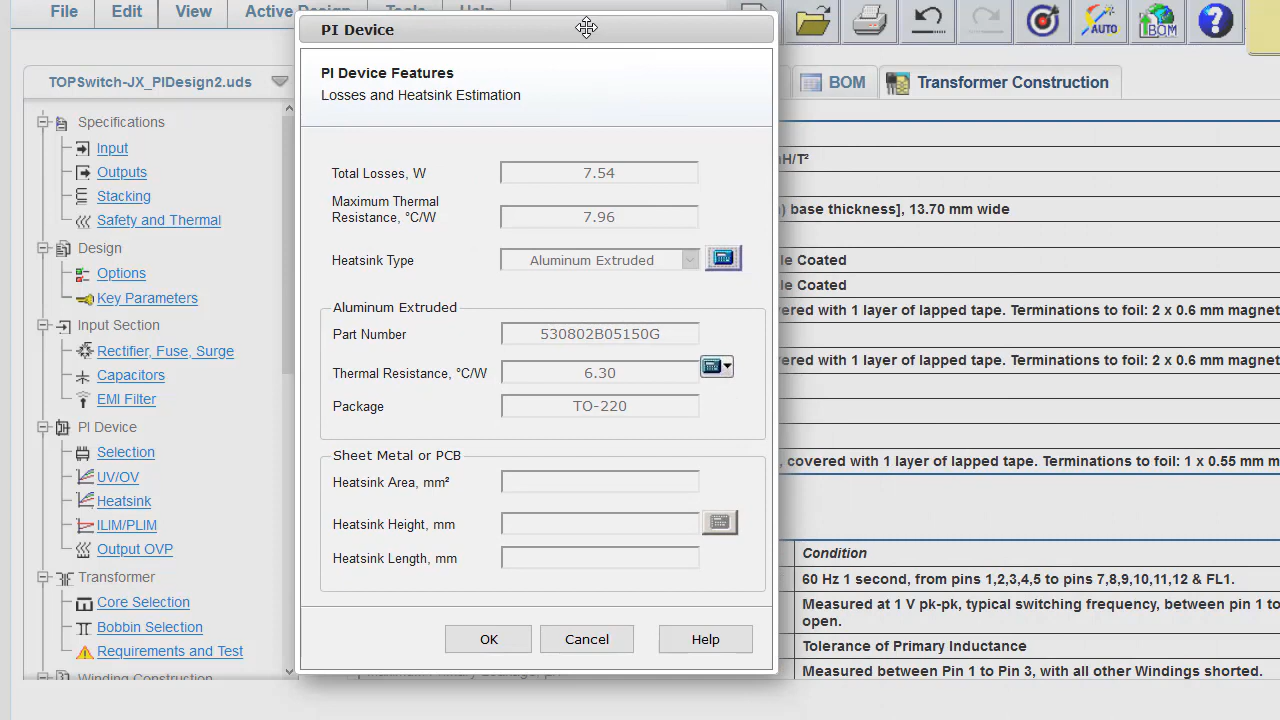 File Edit View Active Design Tools Help
PI Device
AUTO
BOM
TOPSwitch-JX_PIDesign2.uds
Specifications
Input
Outputs
Stacking
Safety and Thermal
Design
Options
Key Parameters
Input Section
Rectifier, Fuse, Surge
Capacitors
EMI Filter
PI Device
Selection
UV/OV
Heatsink
ILIM/PLIM
Output OVP
Transformer
Core Selection
Bobbin Selection
Requirements and Test
Winding Construction
PI Device Features
Losses and Heatsink Estimation
Total Losses, W 7.54
Maximum Thermal
Resistance, °C/W 7.96
Heatsink Type Aluminum Extruded
Aluminum Extruded
Part Number 530802B05150G
Thermal Resistance, °C/W 6.30
Package TO-220
Sheet Metal or PCB
Heatsink Area, mm²
Heatsink Height, mm
Heatsink Length, mm
OK Cancel Help
BOM Transformer Construction
nH/T²
) base thickness], 13.70 mm wide
le Coated
le Coated
ered with 1 layer of lapped tape. Terminations to foil: 2 x 0.6 mm magnet
ered with 1 layer of lapped tape. Terminations to foil: 2 x 0.6 mm magnet
, covered with 1 layer of lapped tape. Terminations to foil: 1 x 0.55 mm m
Condition
60 Hz 1 second, from pins 1,2,3,4,5 to pins 7,8,9,10,11,12 & FL1.
Measured at 1 V pk-pk, typical switching frequency, between pin 1 to
open.
Tolerance of Primary Inductance
Measured between Pin 1 to Pin 3, with all other Windings shorted.